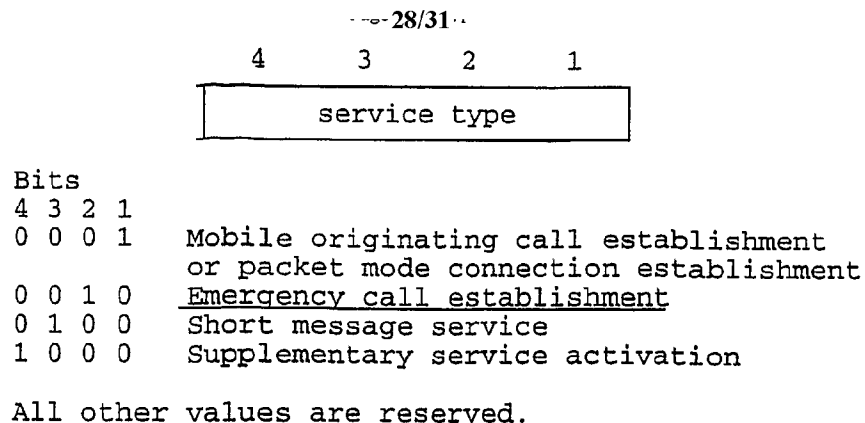 28/31
4 3 2 1
service type
Bits
4 3 2 1
0 0 0 1 Mobile originating call establishment
or packet mode connection establishment
0 0 1 0 Emergency call establishment
0 1 0 0 Short message service
1 0 0 0 Supplementary service activation
All other values are reserved.